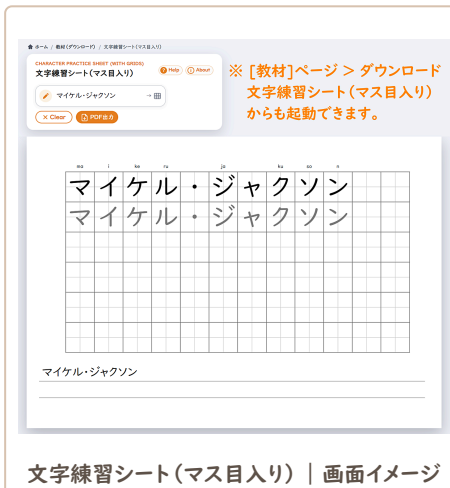 ホーム / 教材(ダウンロード) / 文字練習シート(マス目入り)
CHARACTER PRACTICE SHEET (WITH GRIDS)
文字練習シート(マス目入り)
Help
About
マイケル・ジャクソン
× Clear
PDF出力
※ [教材]ページ > ダウンロード
文字練習シート(マス目入り)
からも起動できます。
ma i ke ru ja ku so n
マイケル・ジャクソン
マイケル・ジャクソン
マイケル・ジャクソン
文字練習シート(マス目入り) | 画面イメージ